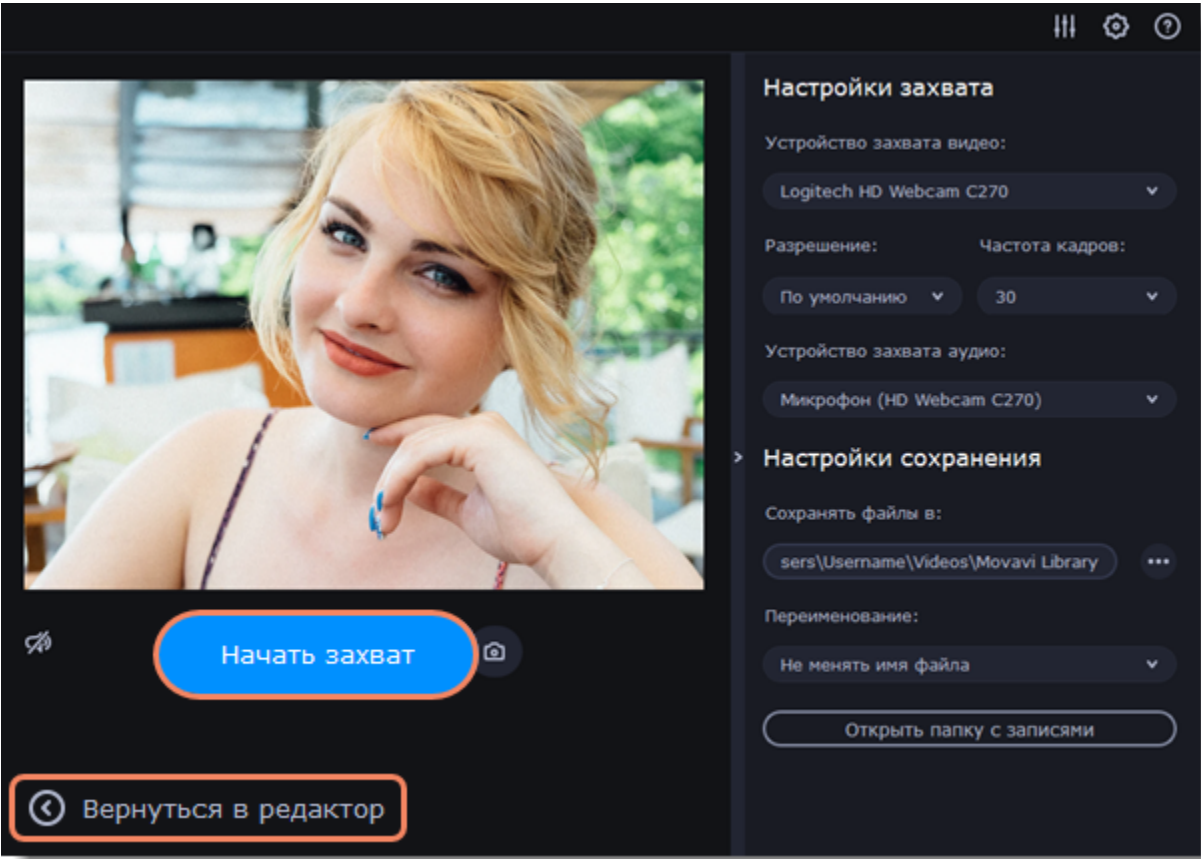 Настройки захвата
Устройство захвата видео:
Logitech HD Webcam C270
Разрешение: Частота кадров:
По умолчанию 30
Устройство захвата аудио:
Микрофон (HD Webcam C270)
Настройки сохранения
Сохранять файлы в:
sers\Username\Videos\Movavi Library
Переименование:
Не менять имя файла
Открыть папку с записями
Начать захват
Вернуться в редактор